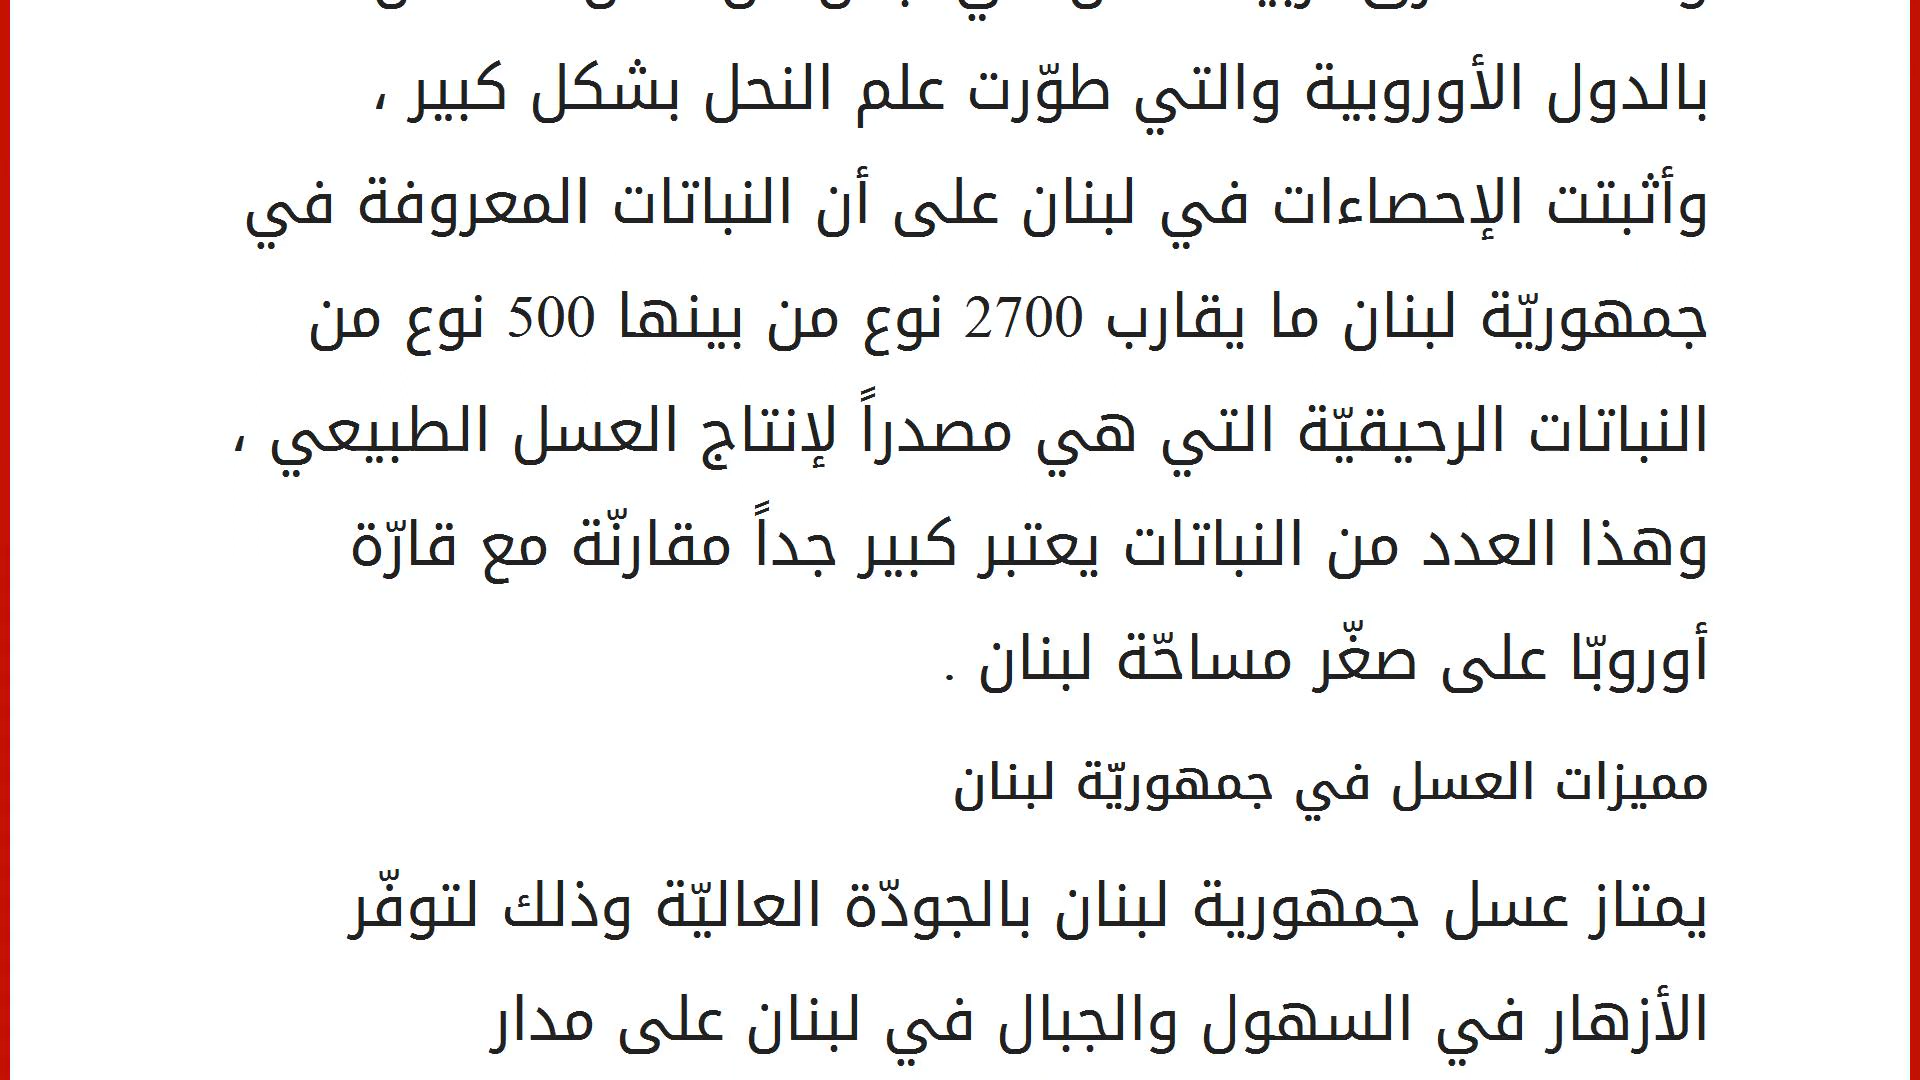 بالدول الأوروبية والتي طوّرت علم النحل بشكل كبير ،
وأثبتت الإحصاءات في لبنان على أن النباتات المعروفة في
جمهوريّة لبنان ما يقارب 2700 نوع من بينها 500 نوع من
النباتات الرحيقيّة التي هي مصدراً لإنتاج العسل الطبيعي ،
وهذا العدد من النباتات يعتبر كبير جداً مقارنّة مع قارّة
أوروبّا على صغّر مساحّة لبنان .
مميزات العسل في جمهوريّة لبنان
يمتاز عسل جمهورية لبنان بالجودّة العاليّة وذلك لتوفّر
الأزهار في السهول والجبال في لبنان على مدار